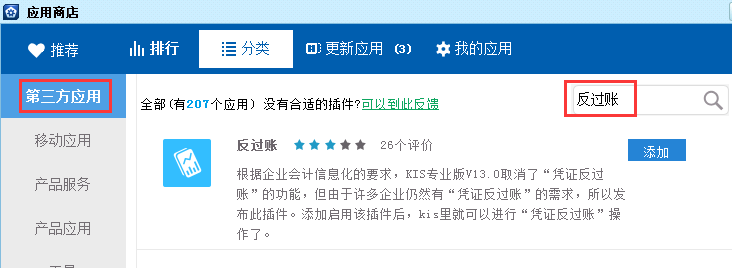 应用商店
推荐
排行
分类
更新应用 (3)
我的应用
第三方应用
移动应用
产品服务
产品应用
全部(有207个应用) 没有合适的插件?可以到此反馈
反过账
反过账
26个评价
添加
根据企业会计信息化的要求，KIS专业版V13.0取消了“凭证反过
账”的功能，但由于许多企业仍然有“凭证反过账”的需求，所以发
布此插件。添加启用该插件后，kis里就可以进行“凭证反过账”操
作了。